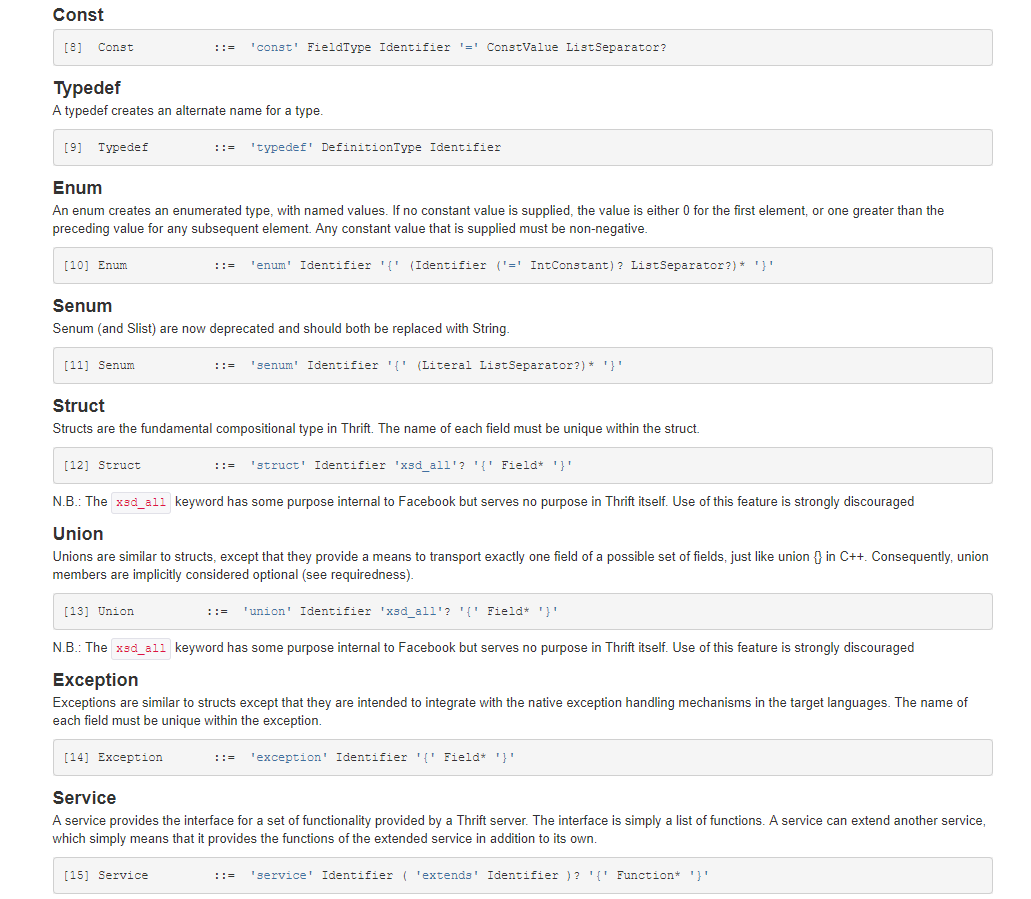 Const
[8]  Const           ::=  'const' FieldType Identifier '=' ConstValue ListSeparator?
Typedef
A typedef creates an alternate name for a type.
[9]  Typedef         ::=  'typedef' DefinitionType Identifier
Enum
An enum creates an enumerated type, with named values. If no constant value is supplied, the value is either 0 for the first element, or one greater than the
preceding value for any subsequent element. Any constant value that is supplied must be non-negative.
[10] Enum            ::=  'enum' Identifier '{' (Identifier ('=' IntConstant)? ListSeparator?)* '}'
Senum
Senum (and Slist) are now deprecated and should both be replaced with String.
[11] Senum           ::=  'senum' Identifier '{' (Literal ListSeparator?)* '}'
Struct
Structs are the fundamental compositional type in Thrift. The name of each field must be unique within the struct.
[12] Struct          ::=  'struct' Identifier 'xsd_all'? '{' Field* '}'
N.B.: The xsd_all keyword has some purpose internal to Facebook but serves no purpose in Thrift itself. Use of this feature is strongly discouraged
Union
Unions are similar to structs, except that they provide a means to transport exactly one field of a possible set of fields, just like union {} in C++. Consequently, union
members are implicitly considered optional (see requiredness).
[13] Union          ::=  'union' Identifier 'xsd_all'? '{' Field* '}'
N.B.: The xsd_all keyword has some purpose internal to Facebook but serves no purpose in Thrift itself. Use of this feature is strongly discouraged
Exception
Exceptions are similar to structs except that they are intended to integrate with the native exception handling mechanisms in the target languages. The name of
each field must be unique within the exception.
[14] Exception       ::=  'exception' Identifier '{' Field* '}'
Service
A service provides the interface for a set of functionality provided by a Thrift server. The interface is simply a list of functions. A service can extend another service,
which simply means that it provides the functions of the extended service in addition to its own.
[15] Service         ::=  'service' Identifier ( 'extends' Identifier )? '{' Function* '}'